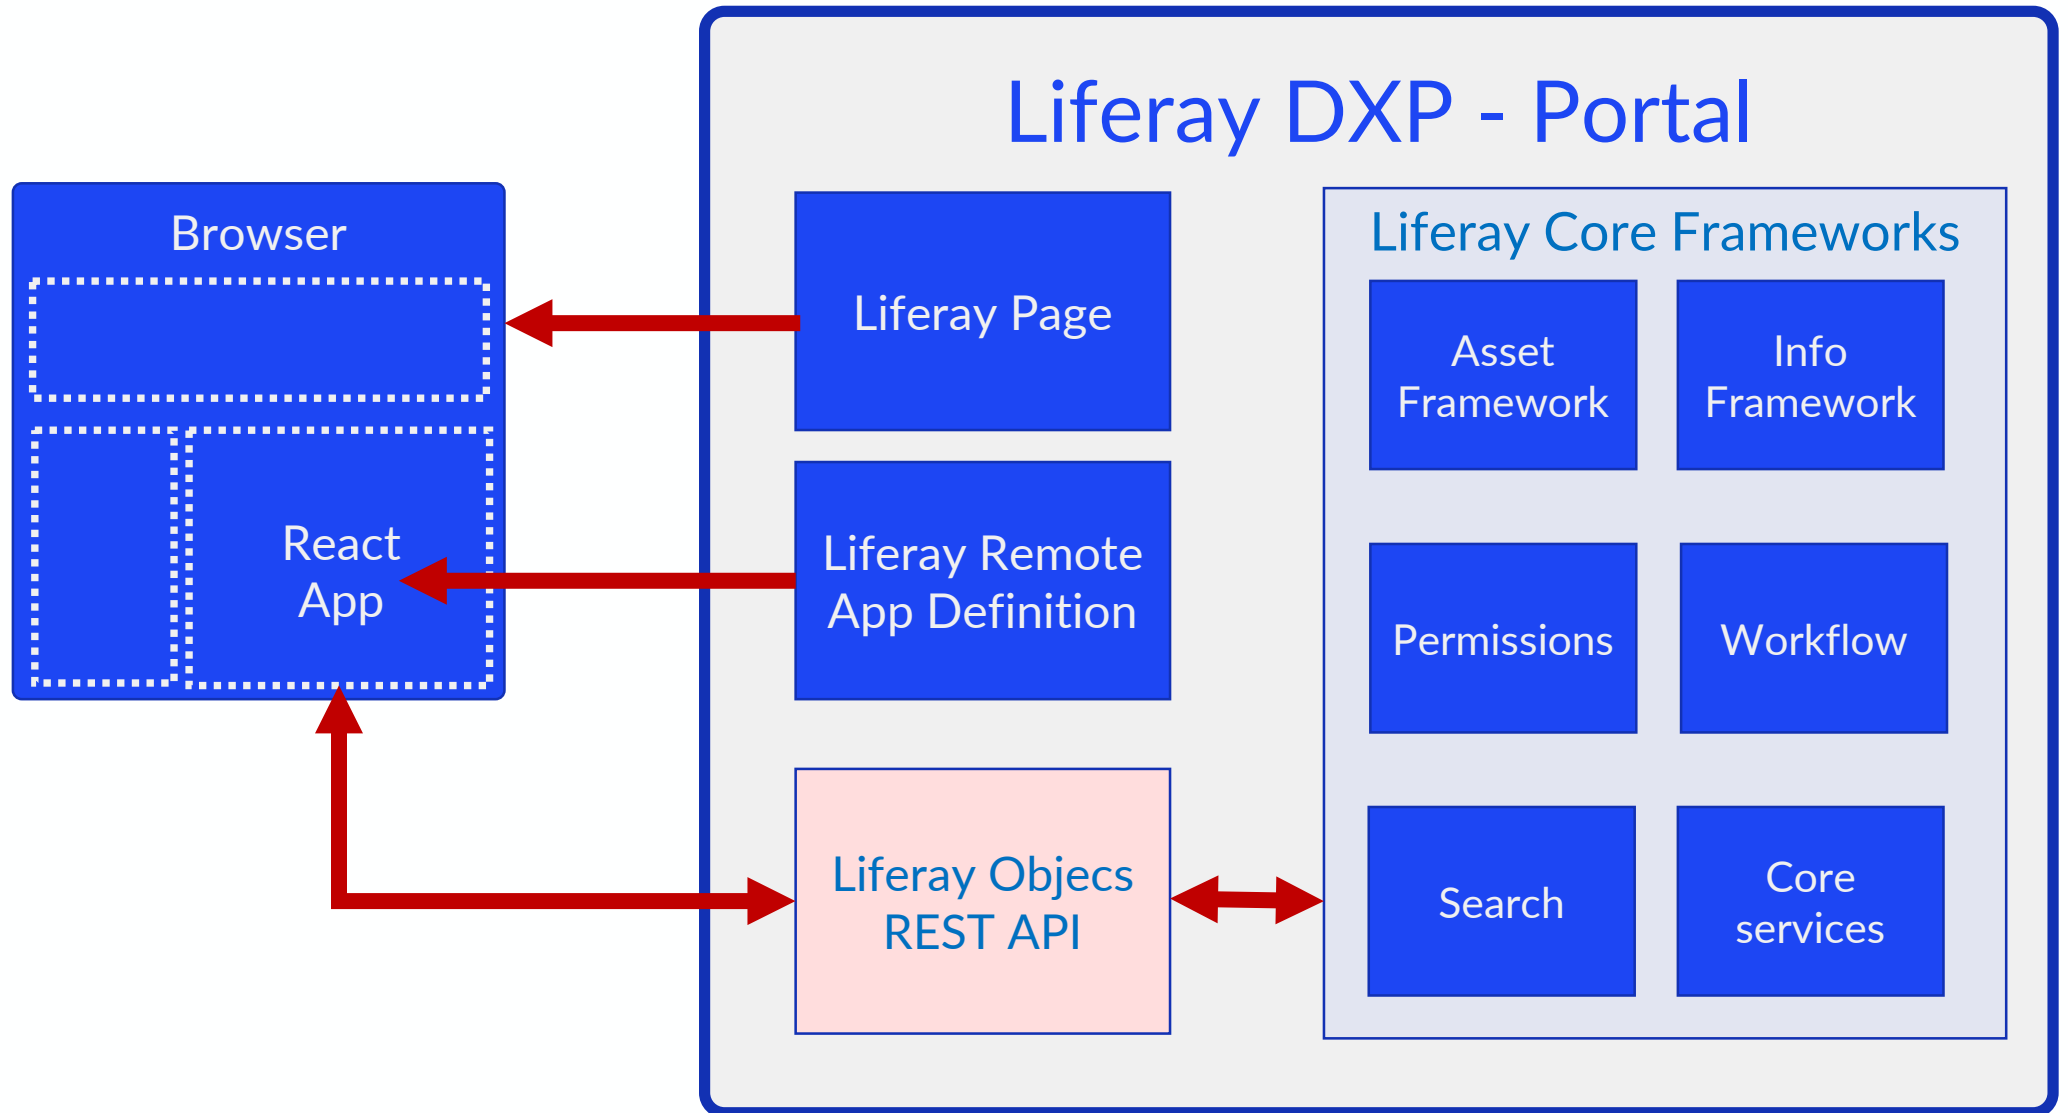 Liferay DXP - Portal
Browser
React
App
Liferay Page
Liferay Remote
App Definition
Liferay Objecs
REST API
Liferay Core Frameworks
Asset
Framework
Info
Framework
Permissions
Workflow
Search
Core
services